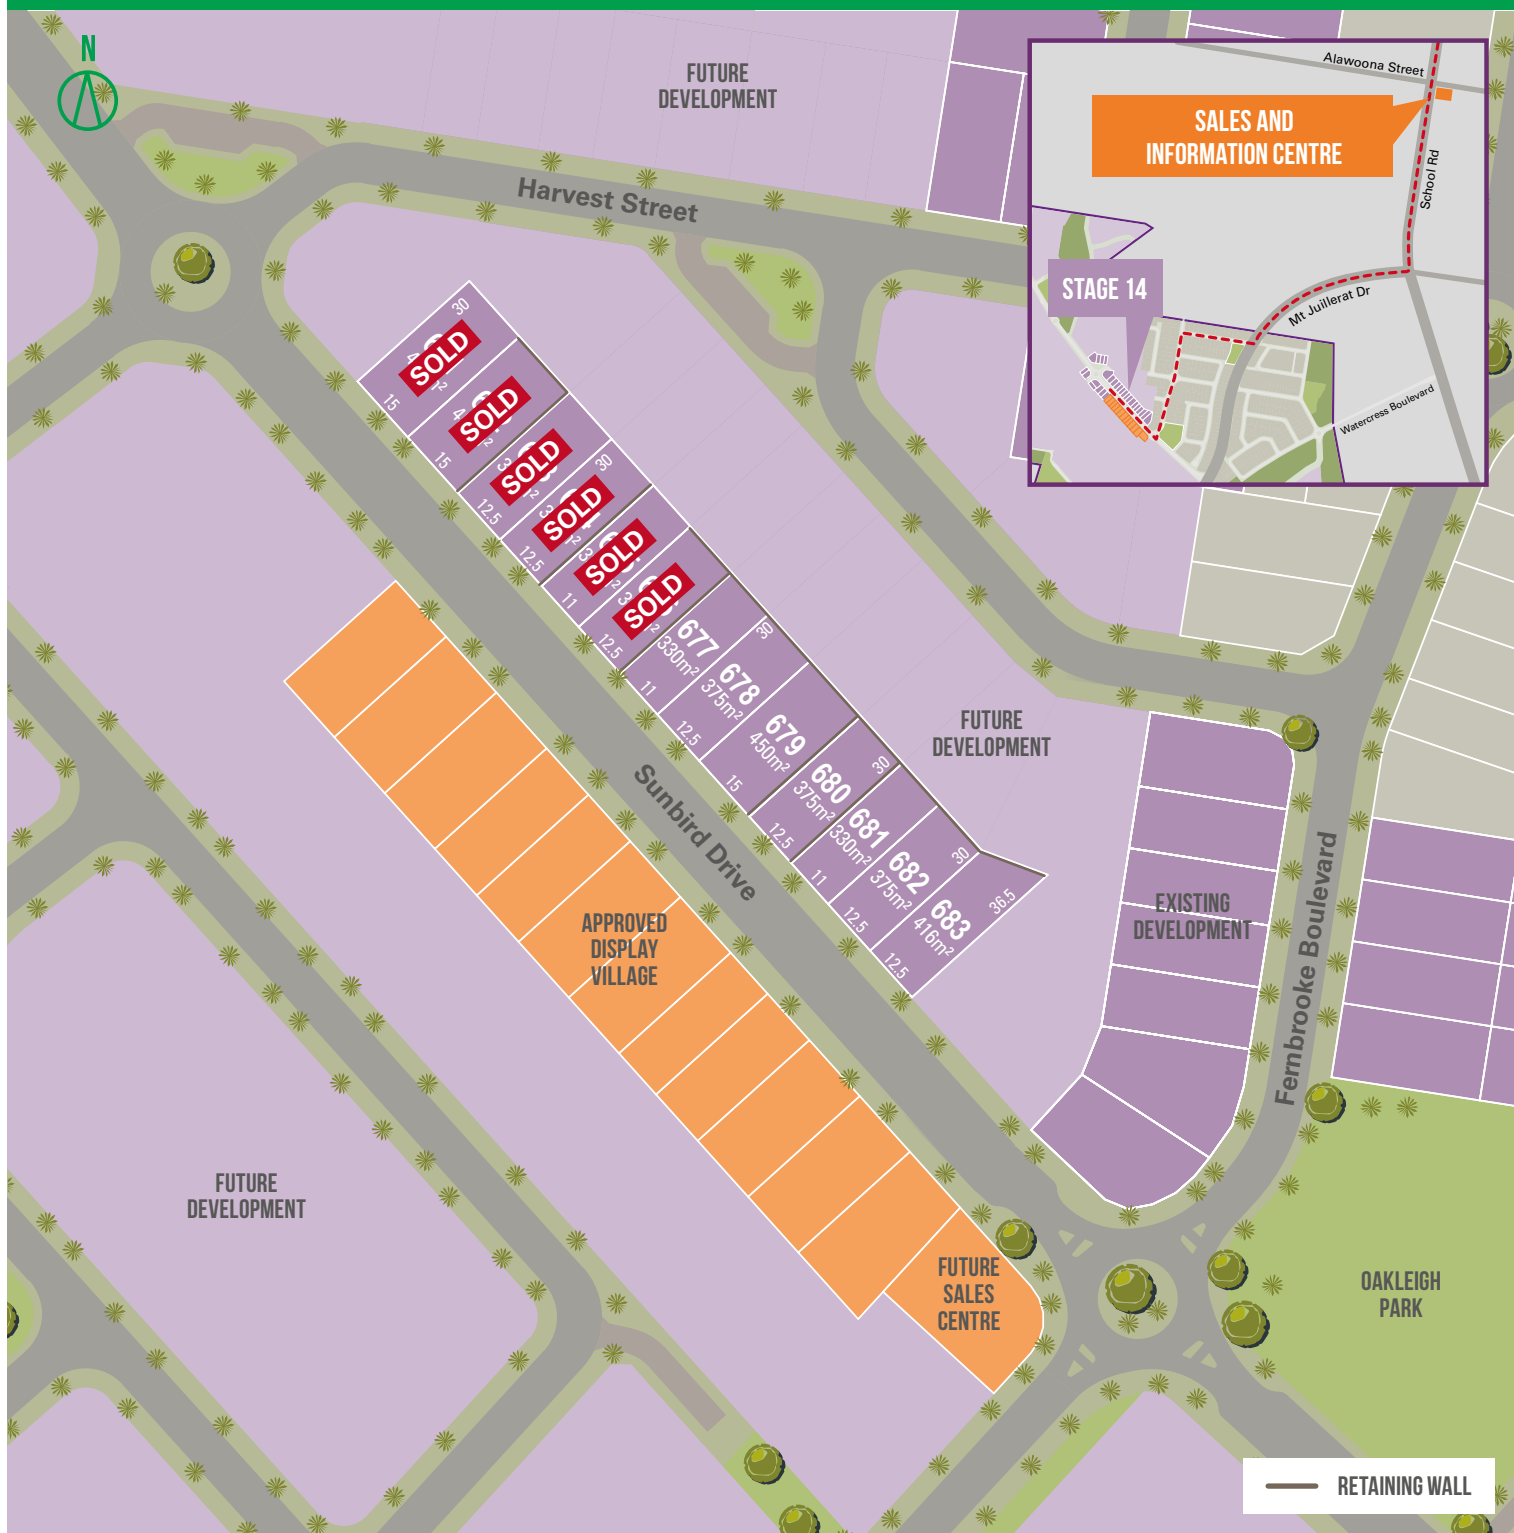 N
FUTURE
DEVELOPMENT
Harvest Street
Alawoona Street
SALES AND
INFORMATION CENTRE
School Rd
STAGE 14
Mt Juillerat Dr
Watercress Boulevard
30
SOLD
15
SOLD
15
SOLD
12.5
30
SOLD
12.5
SOLD
11
SOLD
12.5
677
330m²
11
30
678
375m²
12.5
679
450m²
15
680
375m²
12.5
30
681
330m²
11
682
375m²
12.5
30
683
416m²
12.5
36.5
FUTURE
DEVELOPMENT
Sunbird Drive
APPROVED
DISPLAY
VILLAGE
EXISTING
DEVELOPMENT
Fernbrooke Boulevard
FUTURE
DEVELOPMENT
FUTURE
SALES
CENTRE
OAKLEIGH
PARK
RETAINING WALL